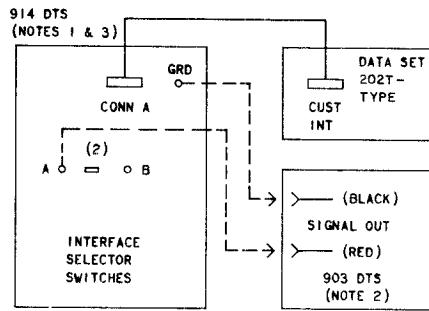 914 DTS
(NOTES 1 & 3)
GRD
CONN A
DATA SET
202T-
TYPE
CUST
INT
(2)
A
B
(BLACK)
SIGNAL OUT
(RED)
INTERFACE
SELECTOR
SWITCHES
903 DTS
(NOTE 2)